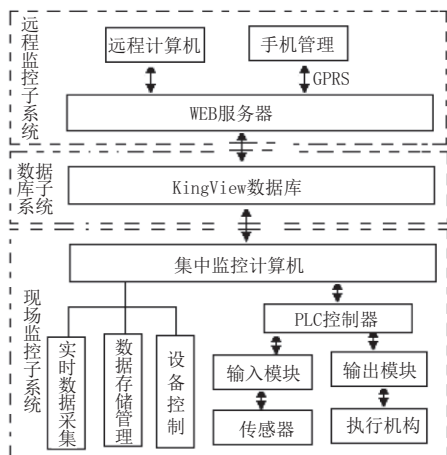 远程监控子系统
远程计算机
手机管理
GPRS
WEB服务器
数据库子系统
KingView数据库
现场监控子系统
集中监控计算机
实时数据采集
数据存储管理
设备控制
PLC控制器
输入模块
输出模块
传感器
执行机构